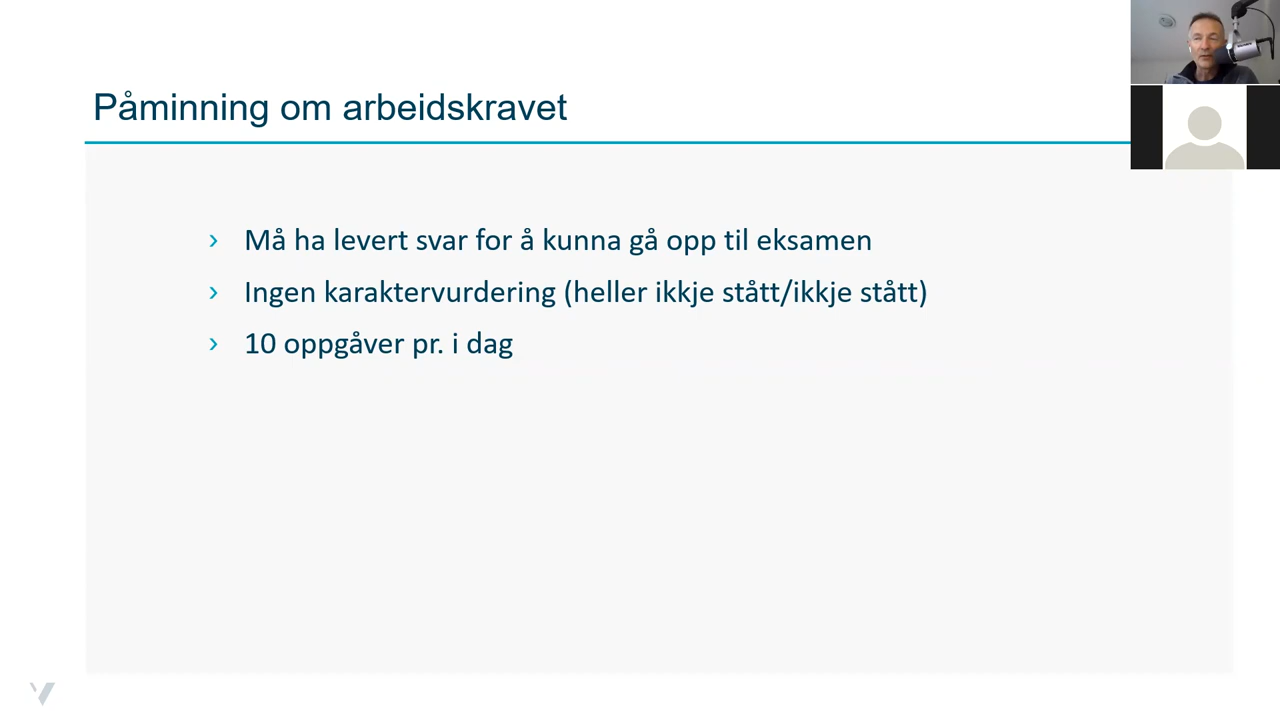 Påminning om arbeidskravet
› Må ha levert svar for å kunna gå opp til eksamen
› Ingen karaktervurdering (heller ikkje stått/ikkje stått)
› 10 oppgåver pr. i dag